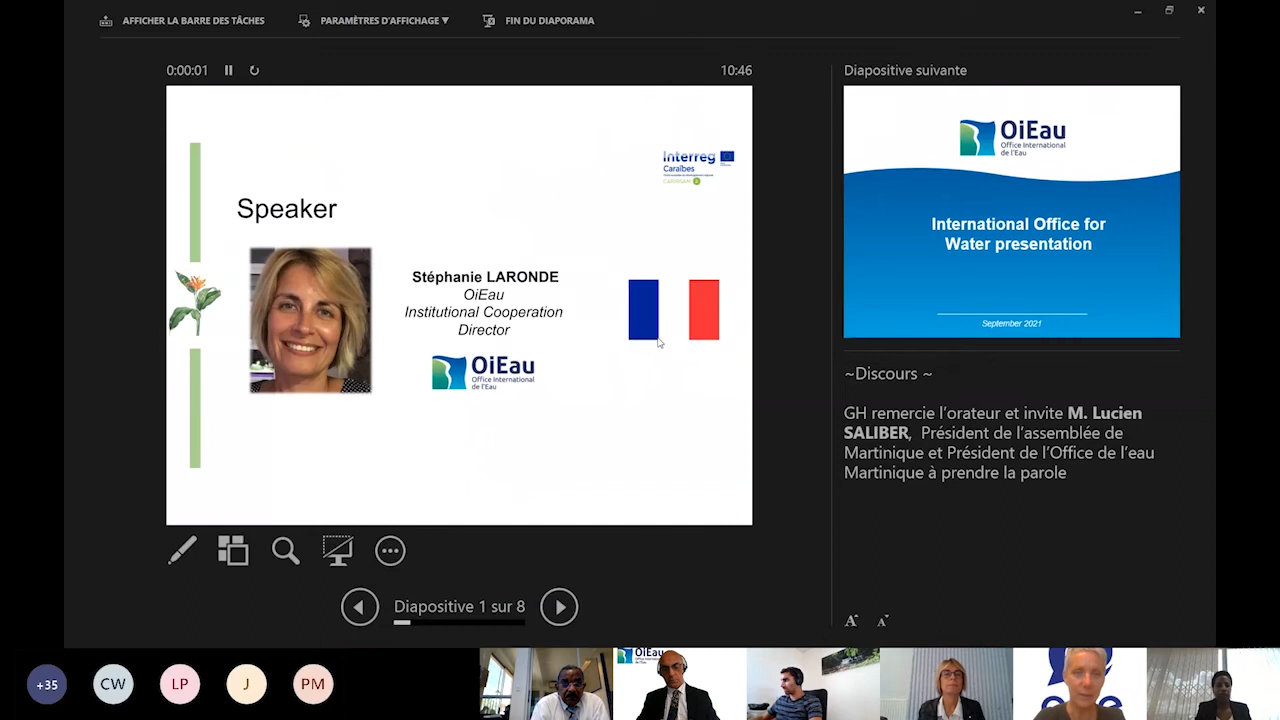 AFFICHER LA BARRE DES TÂCHES
PARAMÈTRES D'AFFICHAGE ▼
FIN DU DIAPORAMA
0:00:01
10:46
Diapositive suivante
Interreg
Caraïbes
Speaker
Stéphanie LARONDE
OiEau
Institutional Cooperation
Director
OiEau
Office International
de l'Eau
OiEau
Office International
de l'Eau
International Office for
Water presentation
September 2021
~Discours ~
GH remercie l'orateur et invite M. Lucien
SALIBER, Président de l'assemblée de
Martinique et Président de l'Office de l'eau
Martinique à prendre la parole
Diapositive 1 sur 8
A A
+35
CW
LP
J
PM
OiEau